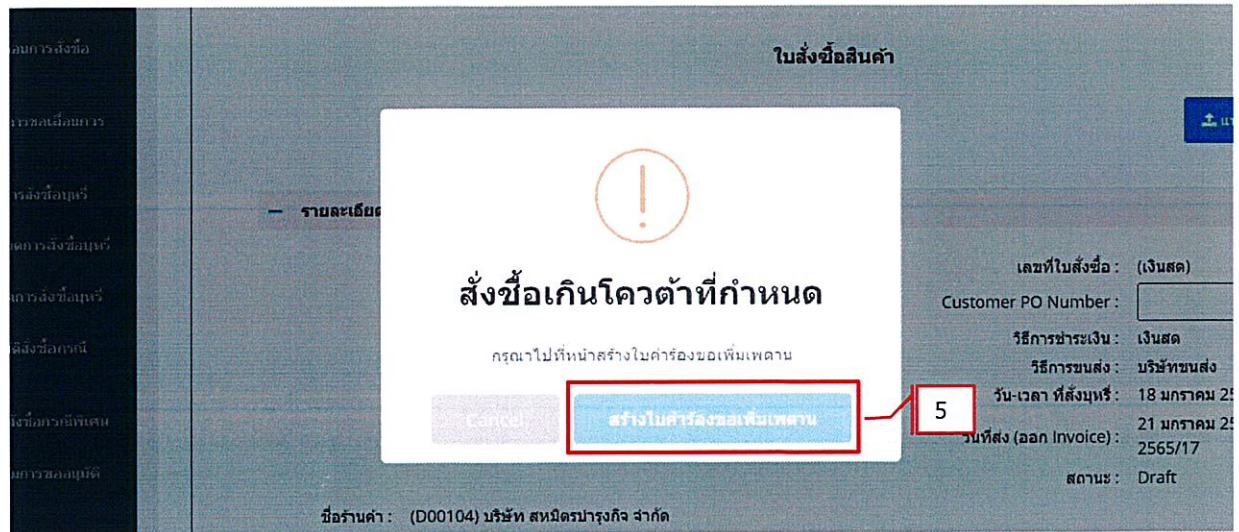 ใบสั่งซื้อสินค้า
รายละเอียด
เลขที่ใบสั่งซื้อ : (เงินสด)
Customer PO Number :
วิธีการชำระเงิน : เงินสด
วิธีการขนส่ง : บริษัทขนส่ง
วัน-เวลา ที่สั่งบุหรี่ : 18 มกราคม 25
วันที่ส่ง (ออก Invoice) : 21 มกราคม 25
2565/17
สถานะ : Draft
ชื่อร้านค้า : (D00104) บริษัท สหมิตรบำรุงกิจ จำกัด
สั่งซื้อเกินโควต้าที่กำหนด
กรุณาไปที่หน้าสร้างใบคำร้องขอเพิ่มเพดาน
Cancel
สร้างใบคำร้องขอเพิ่มเพดาน
5